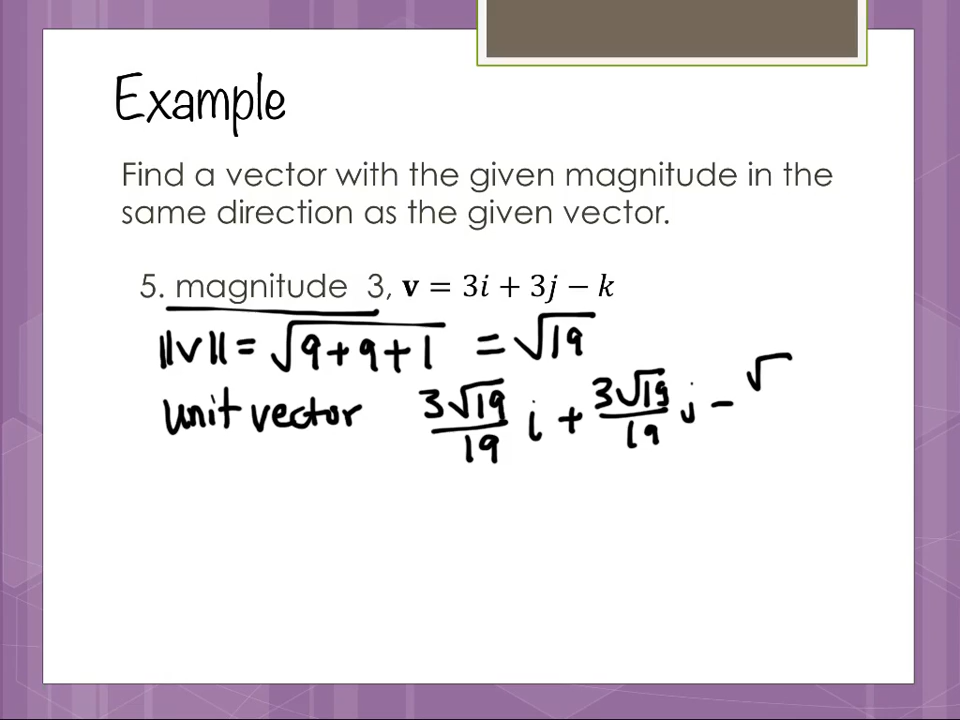 Example
Find a vector with the given magnitude in the
same direction as the given vector.
5. magnitude 3, v = 3i + 3j − k
||v|| = √9+9+1 = √19
unit vector 3√19/19 i + 3√19/19 j − √